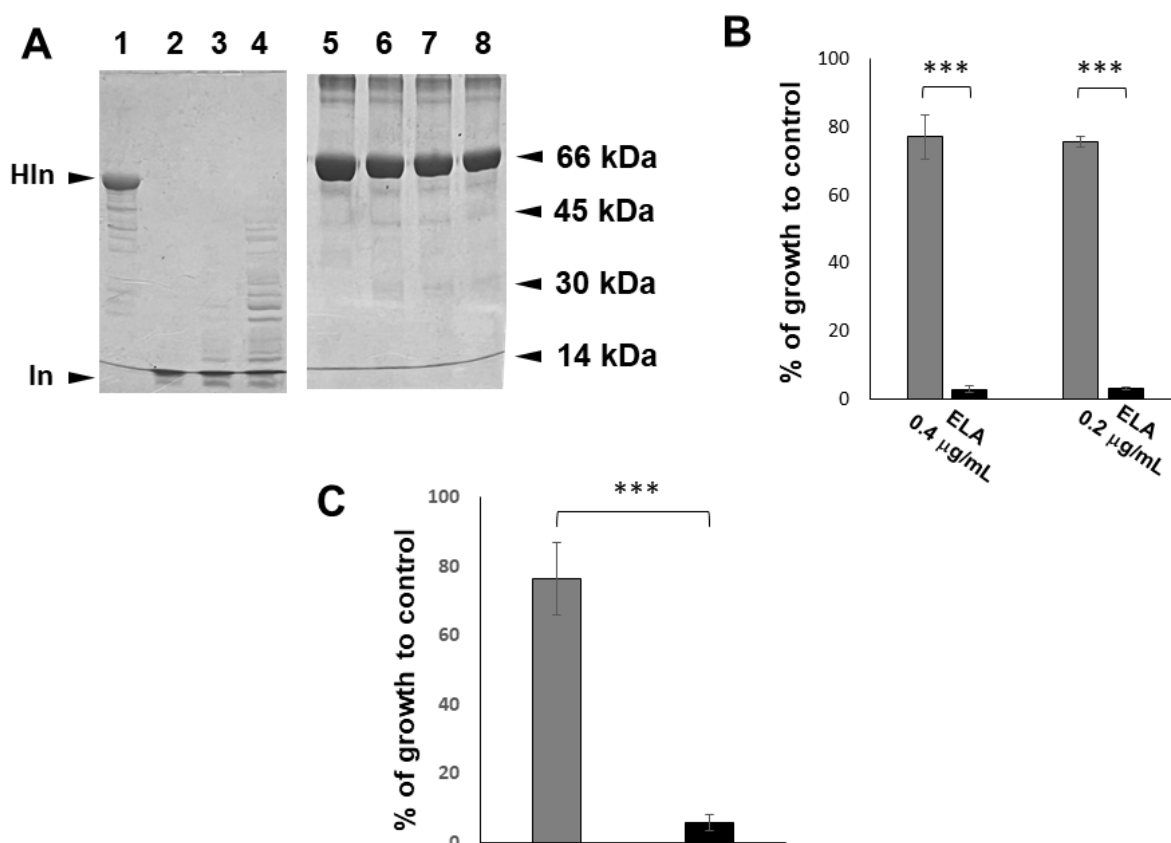 A
1 2 3 4 5 6 7 8
HIn
In
66 kDa
45 kDa
30 kDa
14 kDa
B
% of growth to control
100
80
60
40
20
0
***
***
ELA
0.4 µg/mL
ELA
0.2 µg/mL
C
% of growth to control
100
80
60
40
20
0
***